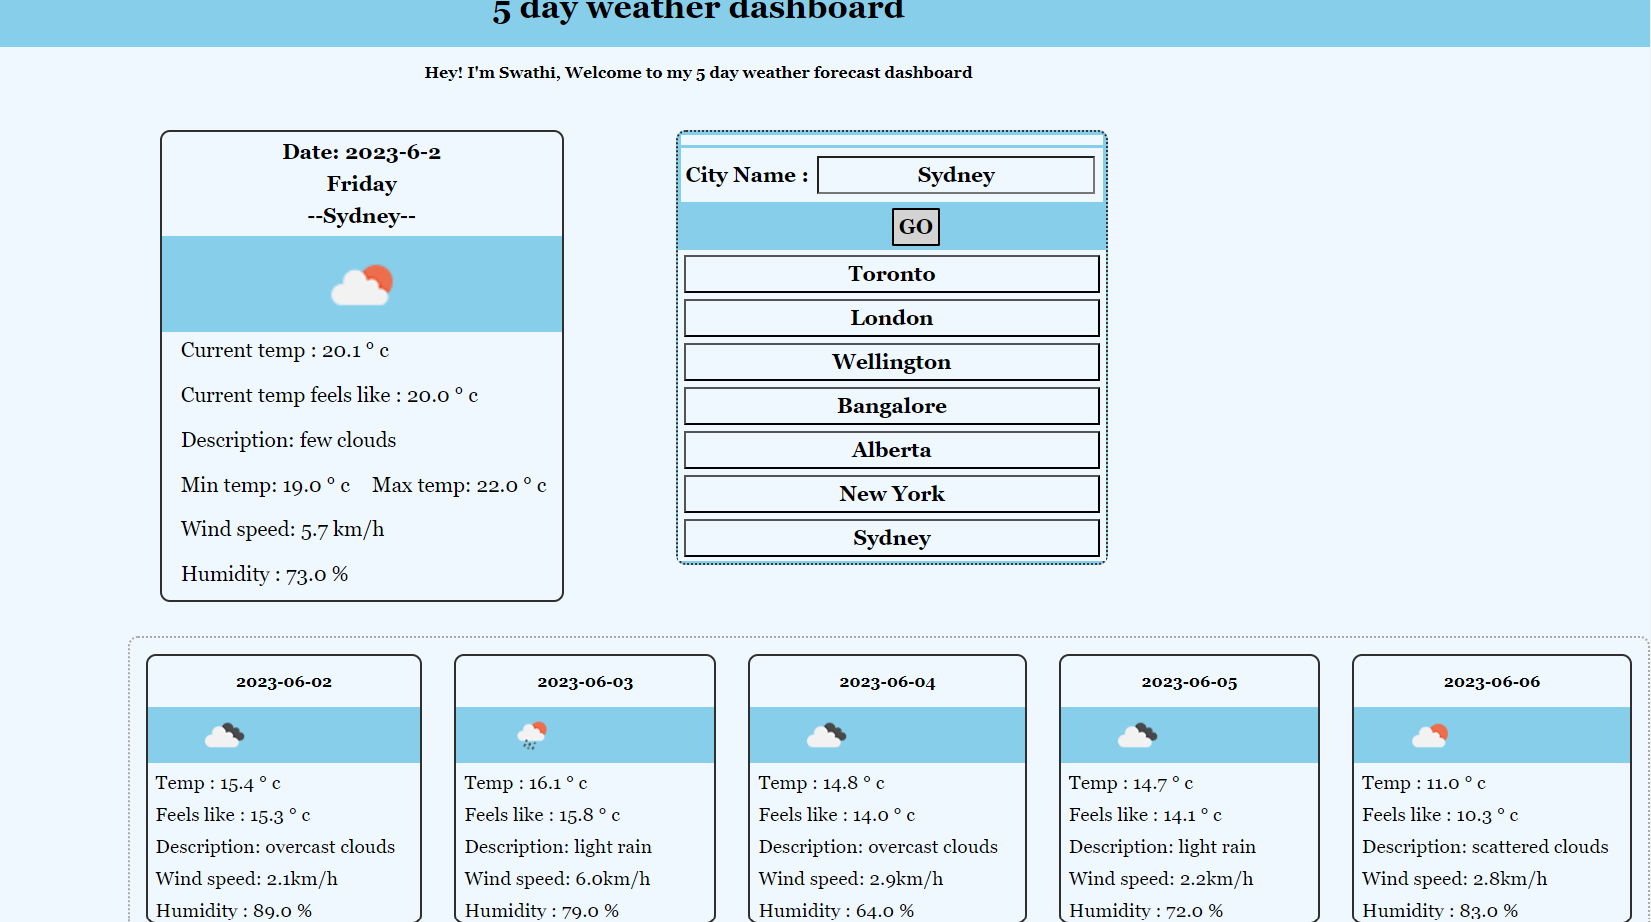 5 day weather dashboard
Hey! I'm Swathi, Welcome to my 5 day weather forecast dashboard
Date: 2023-6-2
Friday
--Sydney--
Current temp : 20.1 ° c
Current temp feels like : 20.0 ° c
Description: few clouds
Min temp: 19.0 ° c Max temp: 22.0 ° c
Wind speed: 5.7 km/h
Humidity : 73.0 %
City Name : Sydney
GO
Toronto
London
Wellington
Bangalore
Alberta
New York
Sydney
2023-06-02
Temp : 15.4 ° c
Feels like : 15.3 ° c
Description: overcast clouds
Wind speed: 2.1km/h
Humidity : 89.0 %
2023-06-03
Temp : 16.1 ° c
Feels like : 15.8 ° c
Description: light rain
Wind speed: 6.0km/h
Humidity : 79.0 %
2023-06-04
Temp : 14.8 ° c
Feels like : 14.0 ° c
Description: overcast clouds
Wind speed: 2.9km/h
Humidity : 64.0 %
2023-06-05
Temp : 14.7 ° c
Feels like : 14.1 ° c
Description: light rain
Wind speed: 2.2km/h
Humidity : 72.0 %
2023-06-06
Temp : 11.0 ° c
Feels like : 10.3 ° c
Description: scattered clouds
Wind speed: 2.8km/h
Humidity : 83.0 %